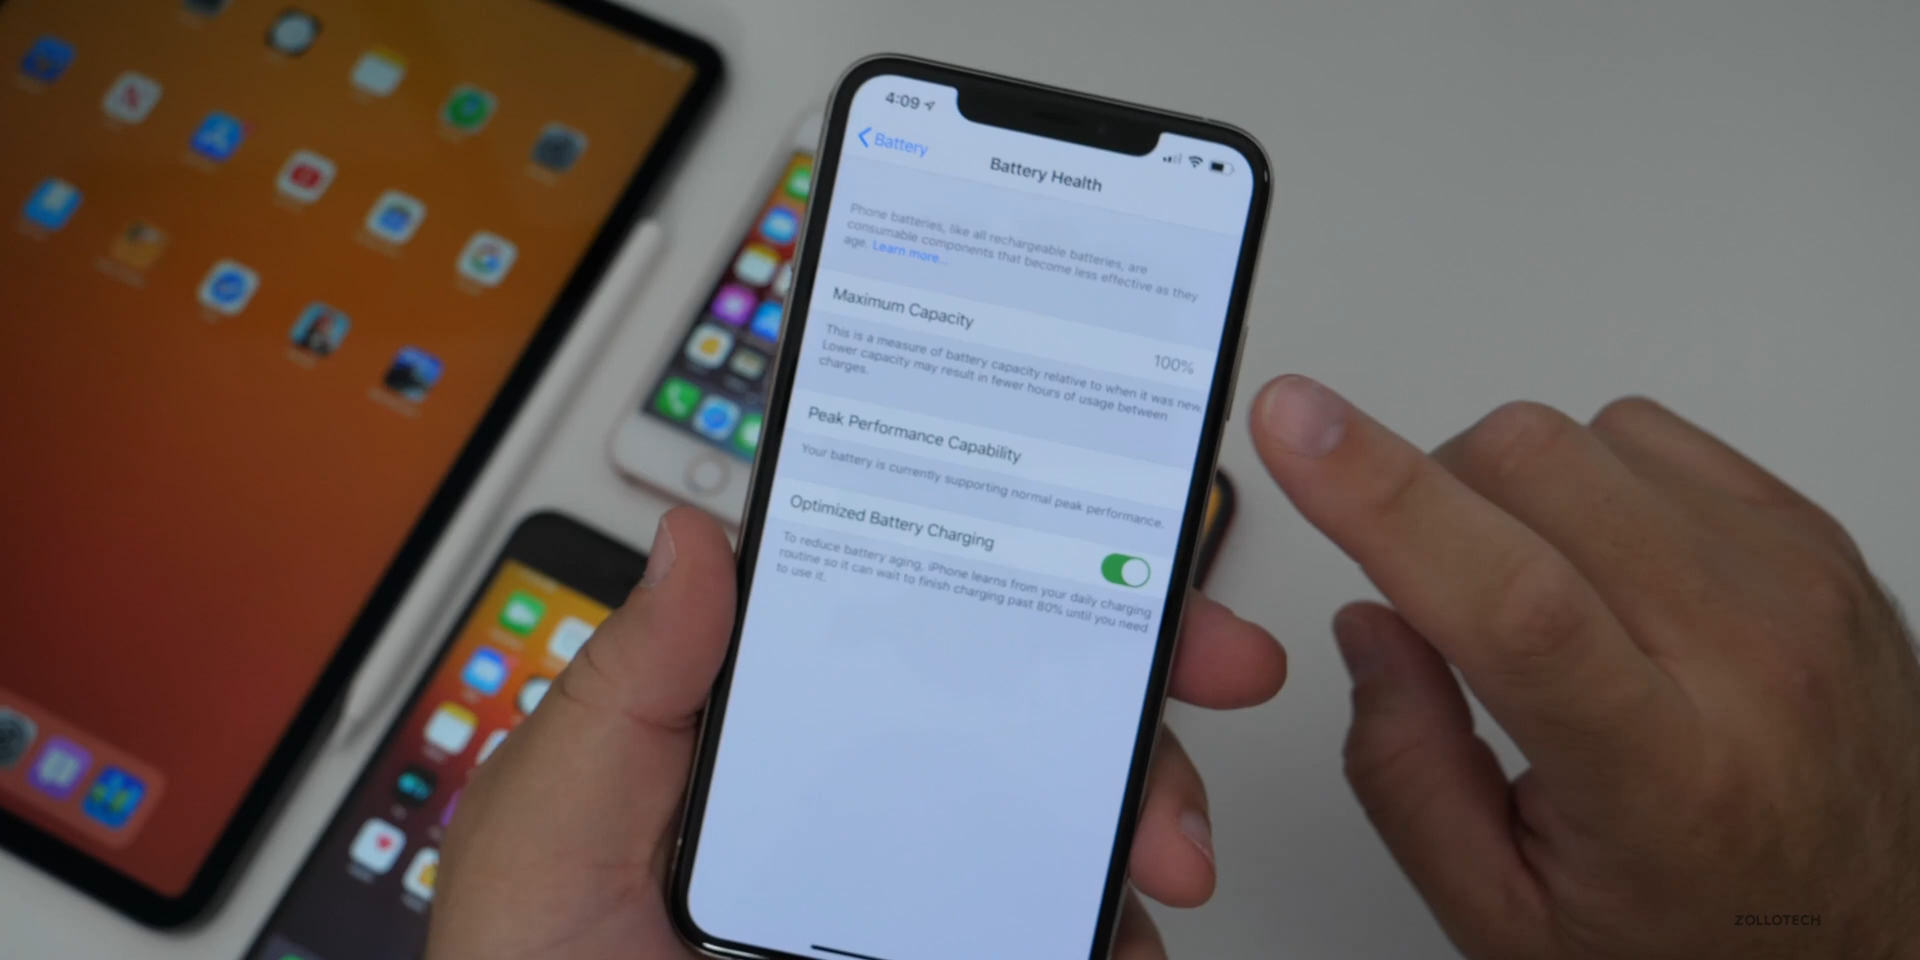 4:09
Battery
Battery Health
Phone batteries, like all rechargeable batteries, are
consumable components that become less effective as they
age. Learn more...
Maximum Capacity
100%
This is a measure of battery capacity relative to when it was new.
Lower capacity may result in fewer hours of usage between
charges.
Peak Performance Capability
Your battery is currently supporting normal peak performance.
Optimized Battery Charging
To reduce battery aging, iPhone learns from your daily charging
routine so it can wait to finish charging past 80% until you need
to use it.
ZOLLOTECH